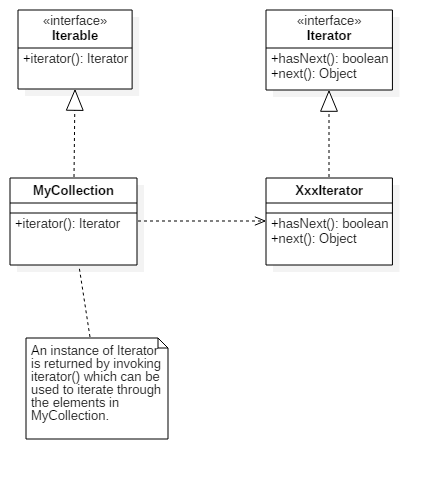 «interface»
Iterable
+iterator(): Iterator
«interface»
Iterator
+hasNext(): boolean
+next(): Object
MyCollection
+iterator(): Iterator
XxxIterator
+hasNext(): boolean
+next(): Object
An instance of Iterator
is returned by invoking
iterator() which can be
used to iterate through
the elements in
MyCollection.